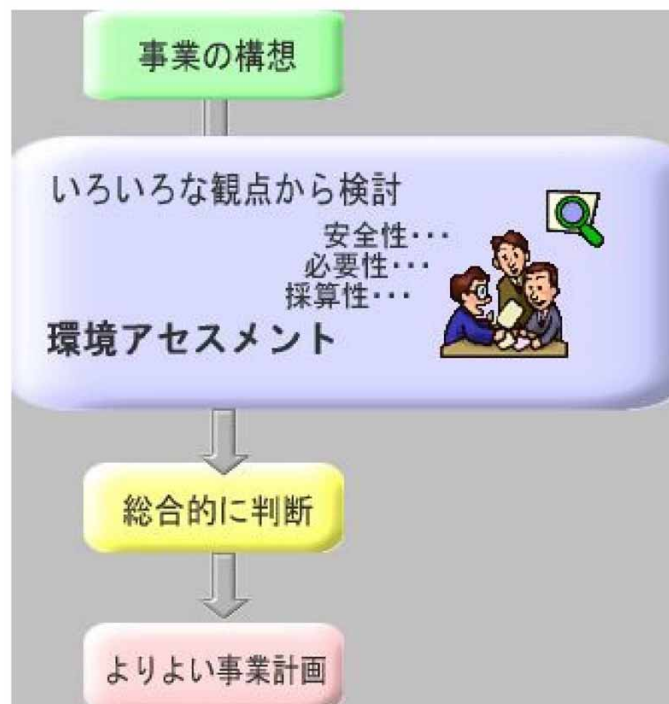 事業の構想
いろいろな観点から検討
安全性・・・
必要性・・・
採算性・・・
環境アセスメント
総合的に判断
よりよい事業計画